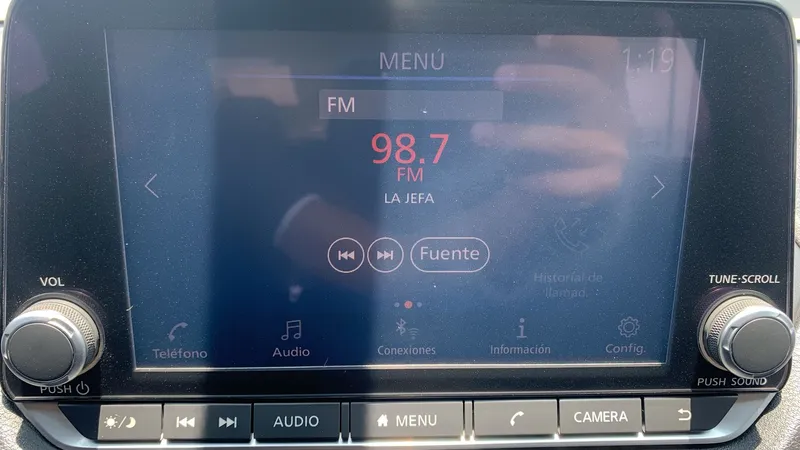 MENÚ
1:19
FM
98.7
FM
LA JEFA
Fuente
Historial de
llamad.
VOL
TUNE·SCROLL
Teléfono
Audio
Conexiones
Información
Config.
PUSH
PUSH SOUND
AUDIO
MENU
CAMERA